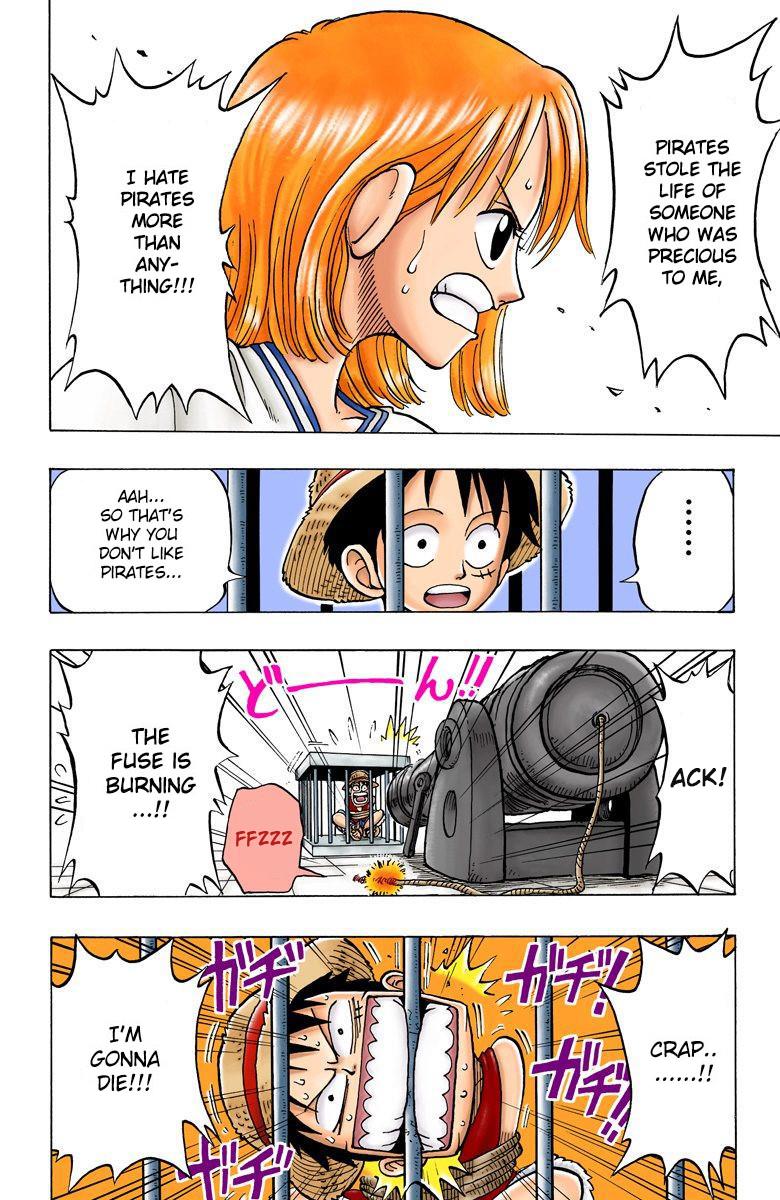 PIRATES
STOLE THE
LIFE OF
SOMEONE
WHO WAS
PRECIOUS
TO ME,
I HATE
PIRATES
MORE
THAN
ANY-
THING!!!
......
AAH...
SO THAT'S
WHY YOU
DON'T LIKE
PIRATES...
ACK!
どーん!!
THE
FUSE IS
BURNING
...!!
FFZZZ
CRAP..
......!!
ガチ!
ガチ!!
ガチ
ガチ
I'M
GONNA
DIE!!!